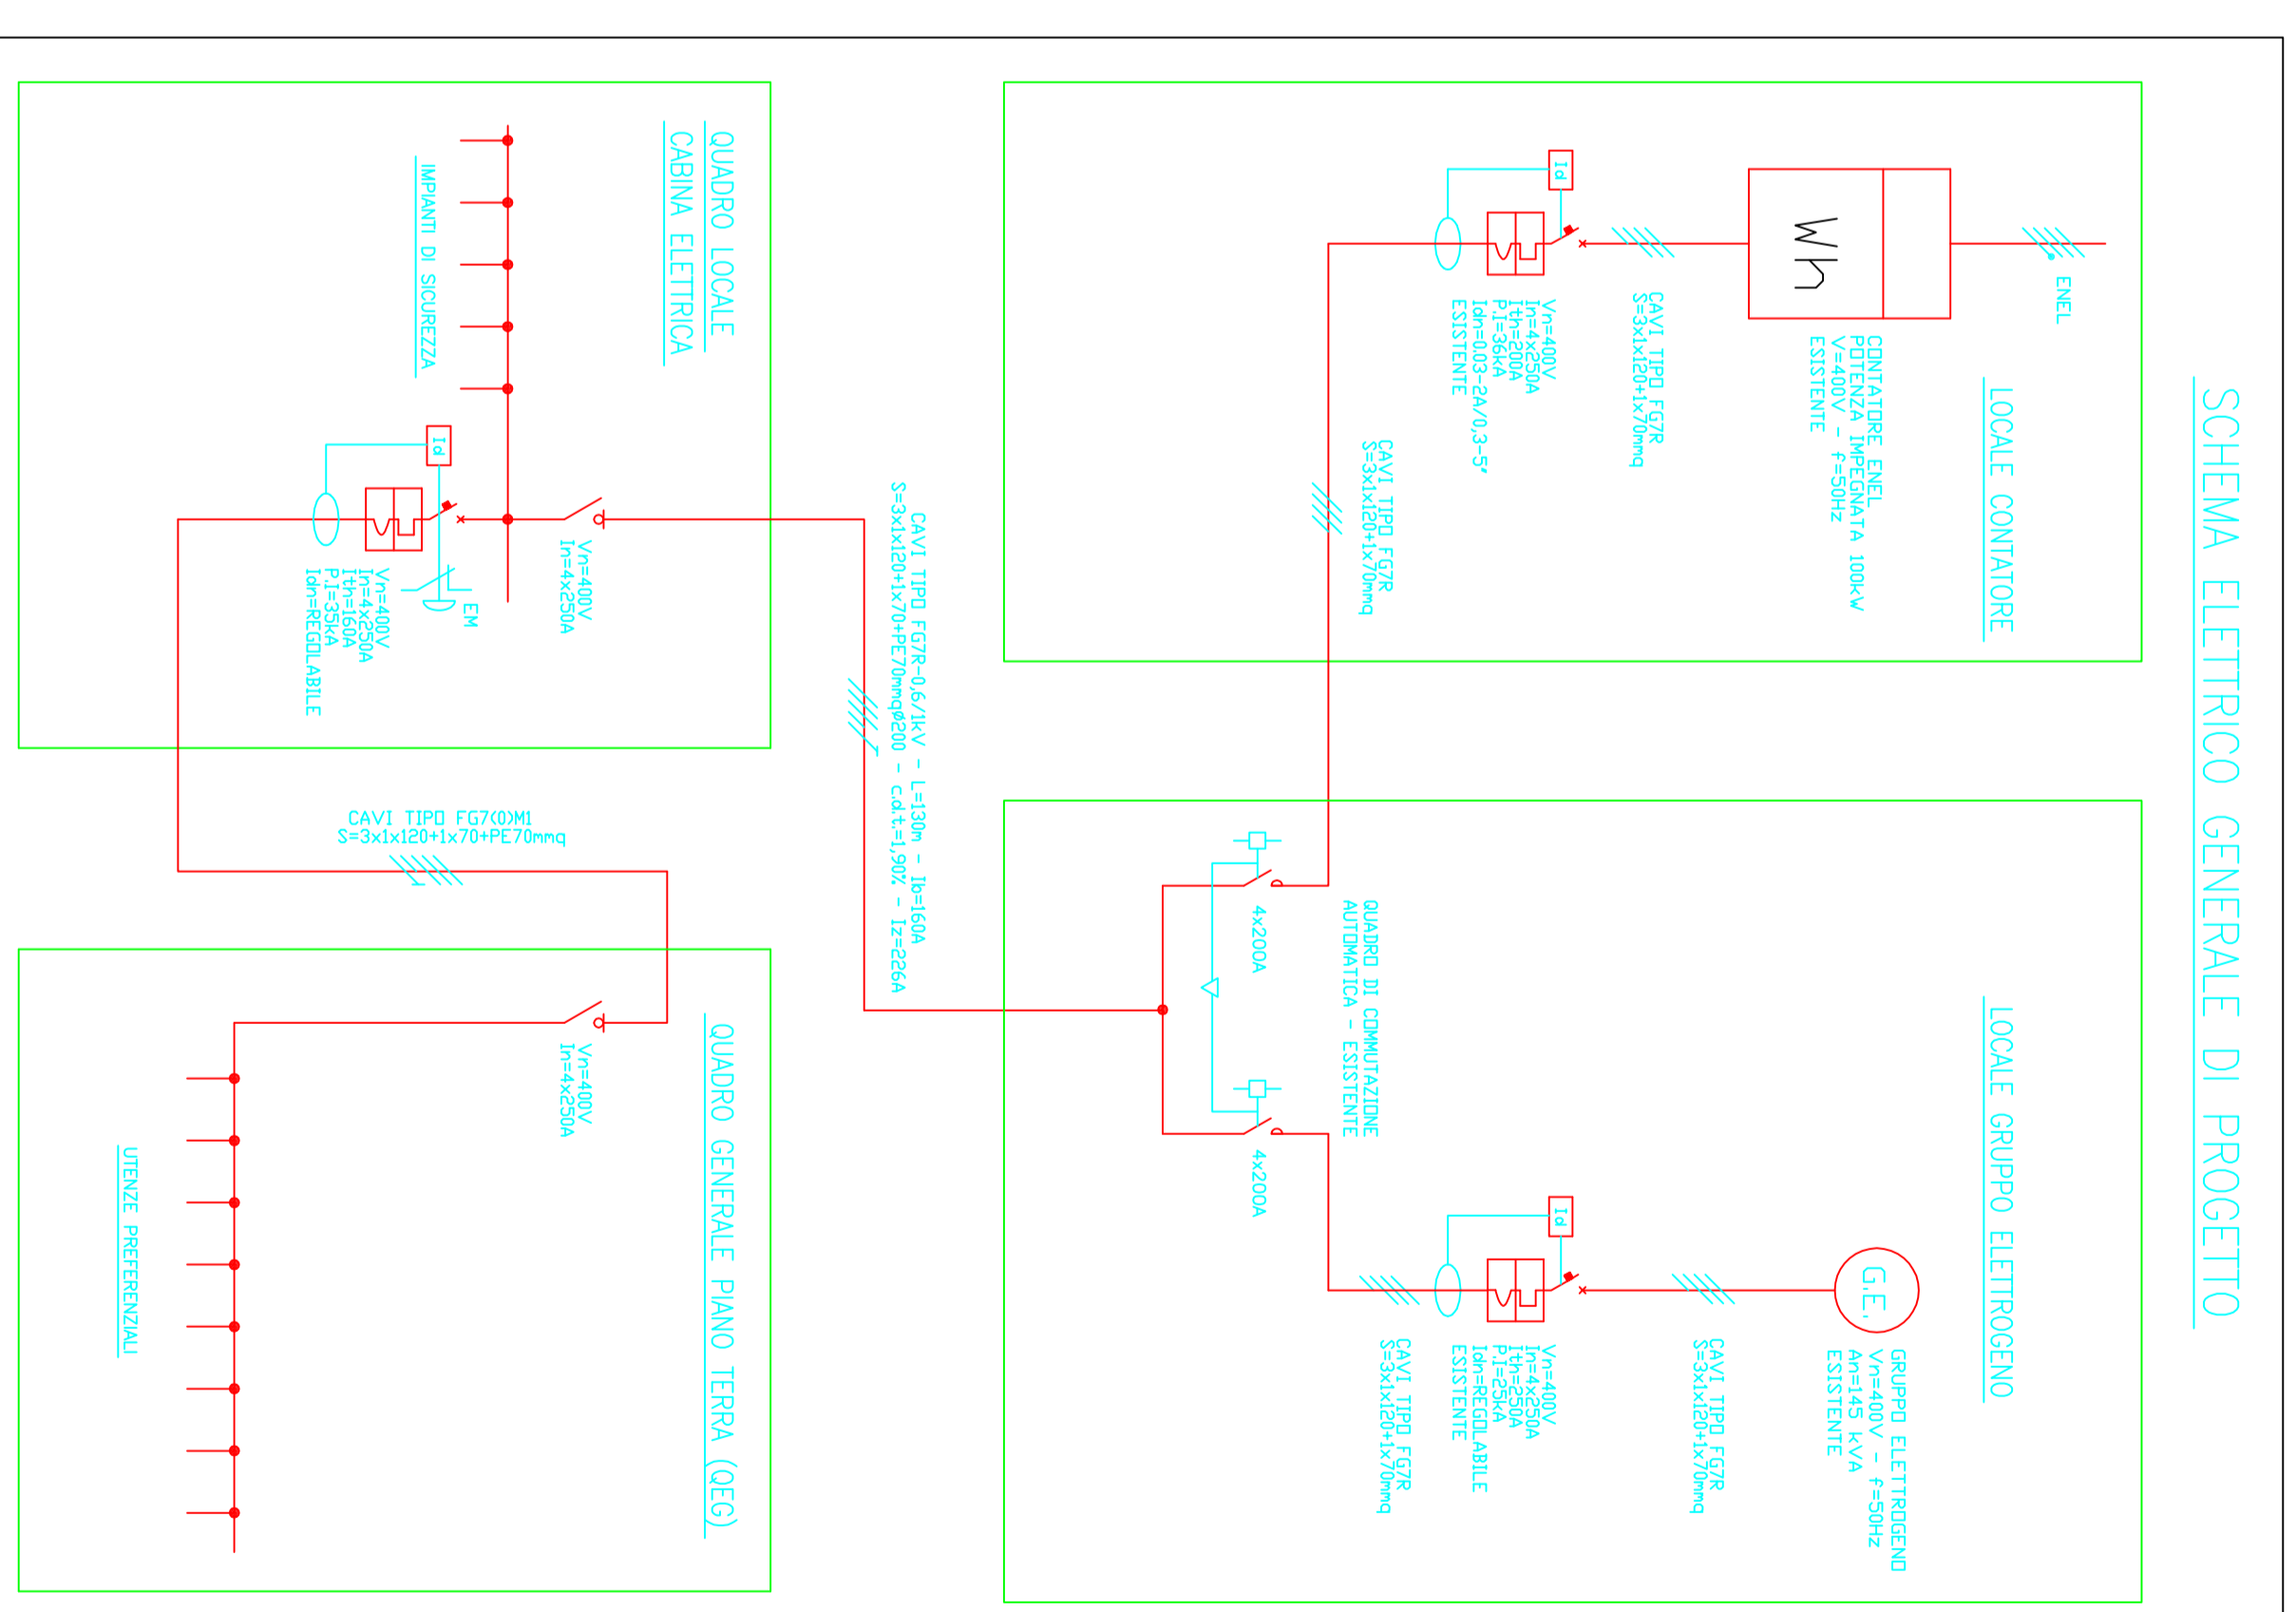 SCHEMA ELETTRICO GENERALE DI PROGETTO
LOCALE CONTATORE
ENEL
Wh
CONTATORE ENEL
POTENZA IMPEGNATA 100kW
V=400V - f=50Hz
ESISTENTE
CAVI TIPO FG7R
S=3x1x120+1x70mmq
Id
Vn=400V
In=4x250A
Ith=200A
P.I=36kA
Idn=0.03-2A/0,3-5"
ESISTENTE
CAVI TIPO FG7R
S=3x1x120+1x70mmq
LOCALE GRUPPO ELETTROGENO
G.E.
GRUPPO ELETTROGENO
Vn=400V - f=50Hz
An=145 kVA
ESISTENTE
CAVI TIPO FG7R
S=3x1x120+1x70mmq
Id
Vn=400V
In=4x250A
Ith=250A
P.I=25kA
Idn=REGOLABILE
ESISTENTE
CAVI TIPO FG7R
S=3x1x120+1x70mmq
QUADRO DI COMMUTAZIONE
AUTOMATICA - ESISTENTE
4x200A
4x200A
CAVI TIPO FG7R-0,6/1kV - L=130m - Ib=160A
S=3x1x120+1x70+PE70mmqø200 - c.d.t.=1,90% - Iz=226A
QUADRO LOCALE
CABINA ELETTRICA
Vn=400V
In=4x250A
IMPIANTI DI SICUREZZA
Id
EM
Vn=400V
In=4x250A
Ith=160A
P.I=35kA
Idn=REGOLABILE
CAVI TIPO FG7(O)M1
S=3x1x120+1x70+PE70mmq
QUADRO GENERALE PIANO TERRA (QEG)
Vn=400V
In=4x250A
UTENZE PREFERENZIALI